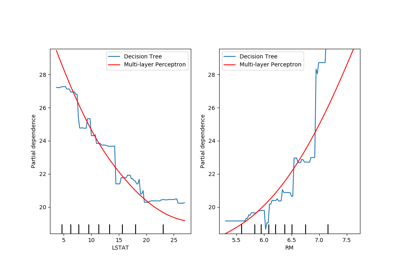 Decision Tree
Multi-layer Perceptron
28
26
24
22
20
Partial dependence
5
10
15
20
25
LSTAT
Decision Tree
Multi-layer Perceptron
28
26
24
22
20
Partial dependence
5.5
6.0
6.5
7.0
7.5
RM